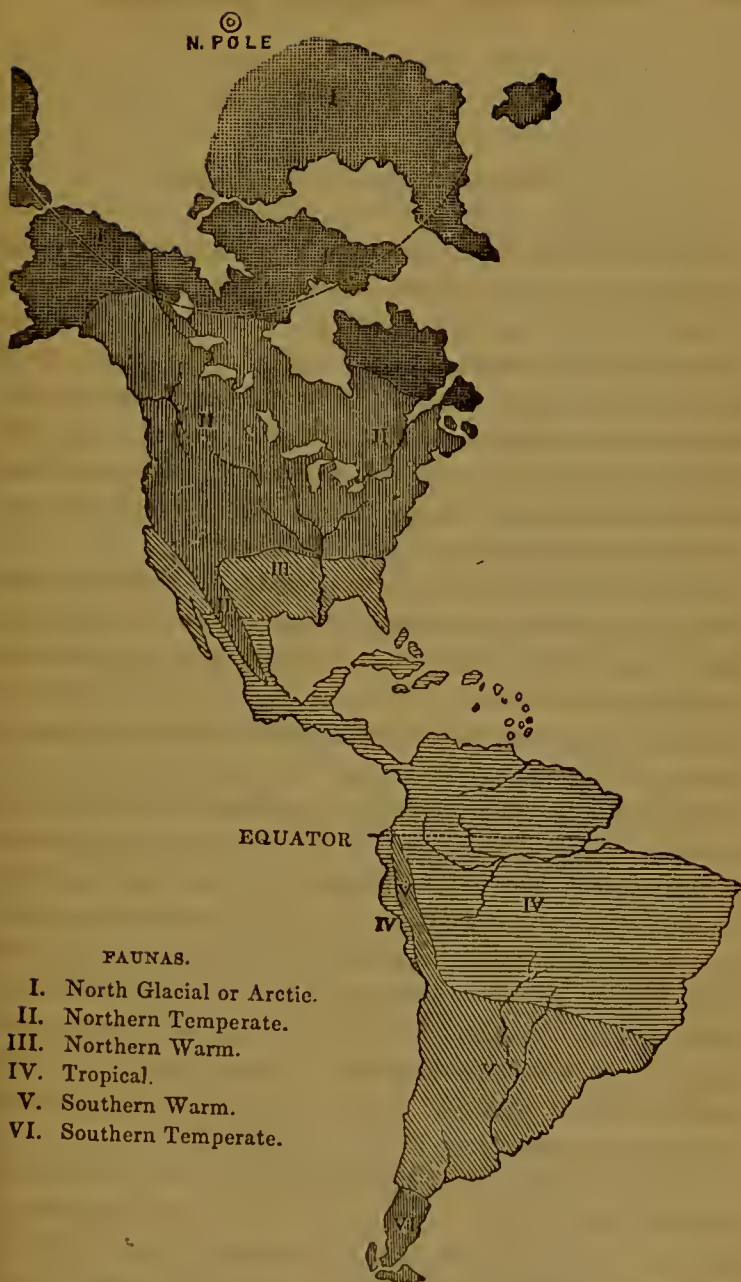 N. POLE
I
I
II
II
III
II
EQUATOR
V
IV
IV
V
VI
FAUNAS.
I. North Glacial or Arctic.
II. Northern Temperate.
III. Northern Warm.
IV. Tropical.
V. Southern Warm.
VI. Southern Temperate.